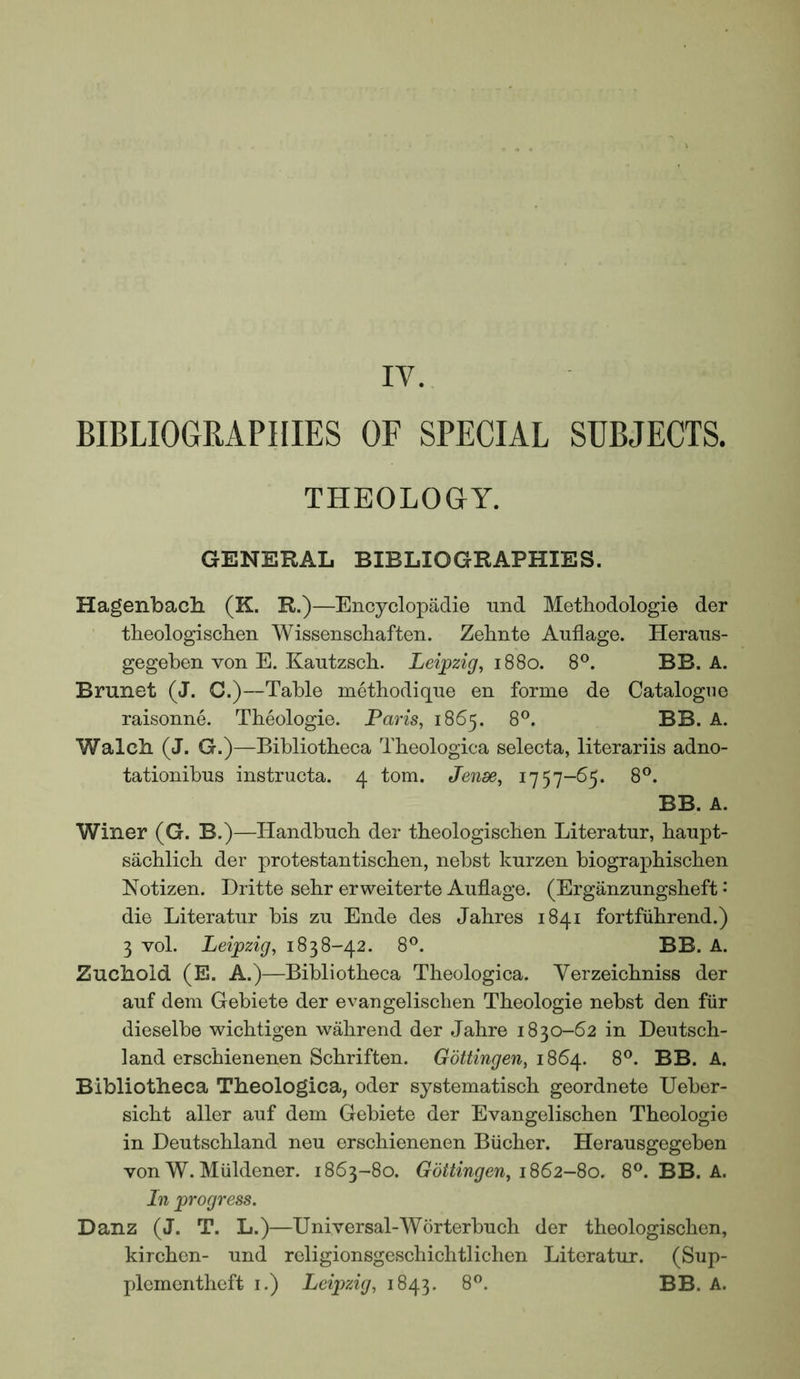 IV.
BIBLIOGRAPHIES OF SPECIAL SUBJECTS.
THEOLOGY.
GENERAL BIBLIOGRAPHIES.
Hagenbach (K. R.)—Encyclopädie und Methodologie der
theologischen Wissenschaften. Zehnte Auflage. Heraus-
gegeben von E. Kautzsch. Leipzig, 1880. 8⁰. BB. A.
Brunet (J. C.)—Table méthodique en forme de Catalogue
raisonné. Théologie. Paris, 1865. 8⁰. BB. A.
Walch (J. G.)—Bibliotheca Theologica selecta, literariis adno-
tationibus instructa. 4 tom. Jenæ, 1757–65. 8⁰.
BB. A.
Winer (G. B.)—Handbuch der theologischen Literatur, haupt-
sächlich der protestantischen, nebst kurzen biographischen
Notizen. Dritte sehr erweiterte Auflage. (Ergänzungsheft:
die Literatur bis zu Ende des Jahres 1841 fortführend.)
3 vol. Leipzig, 1838–42. 8⁰. BB. A.
Zuchold (E. A.)—Bibliotheca Theologica. Verzeichniss der
auf dem Gebiete der evangelischen Theologie nebst den für
dieselbe wichtigen während der Jahre 1830–62 in Deutsch-
land erschienenen Schriften. Göttingen, 1864. 8⁰. BB. A.
Bibliotheca Theologica, oder systematisch geordnete Ueber-
sicht aller auf dem Gebiete der Evangelischen Theologie
in Deutschland neu erschienenen Bücher. Herausgegeben
von W. Müldener. 1863–80. Göttingen, 1862–80. 8⁰. BB. A.
In progress.
Danz (J. T. L.)—Universal-Wörterbuch der theologischen,
kirchen- und religionsgeschichtlichen Literatur. (Sup-
plementheft 1.) Leipzig, 1843. 8⁰. BB. A.